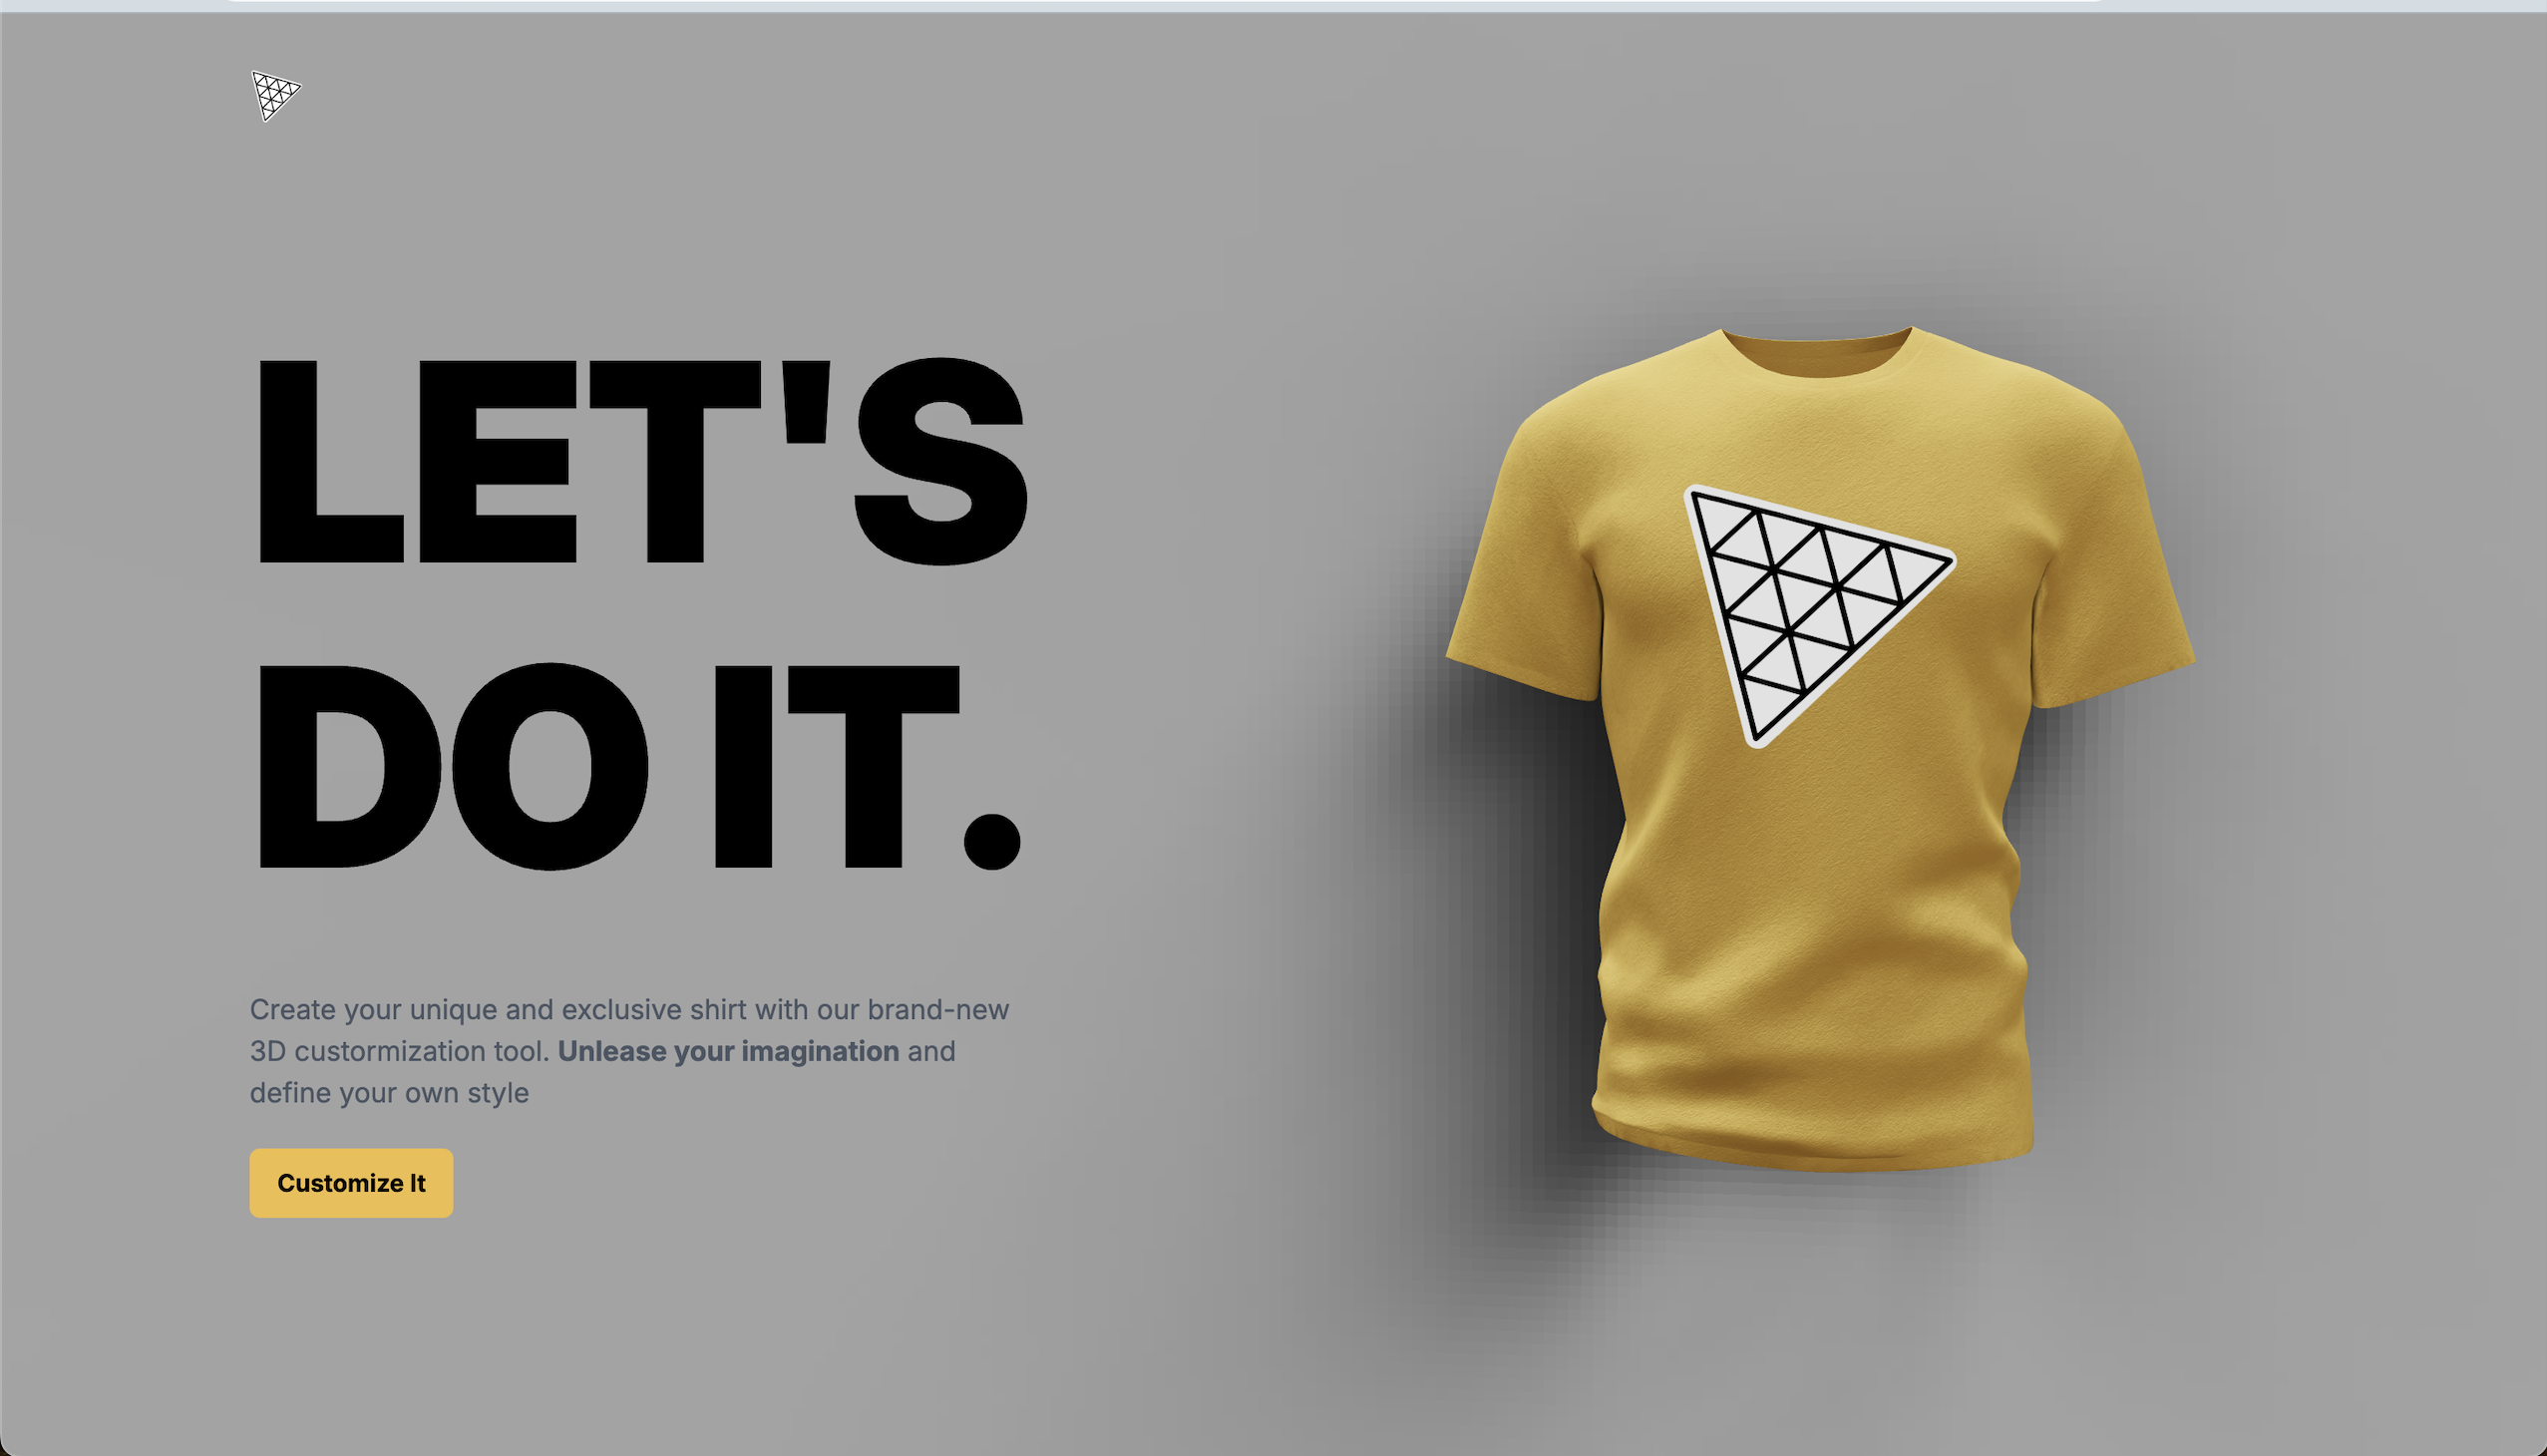 LET'S
DO IT.
Create your unique and exclusive shirt with our brand-new
3D custormization tool. Unlease your imagination and
define your own style
Customize It